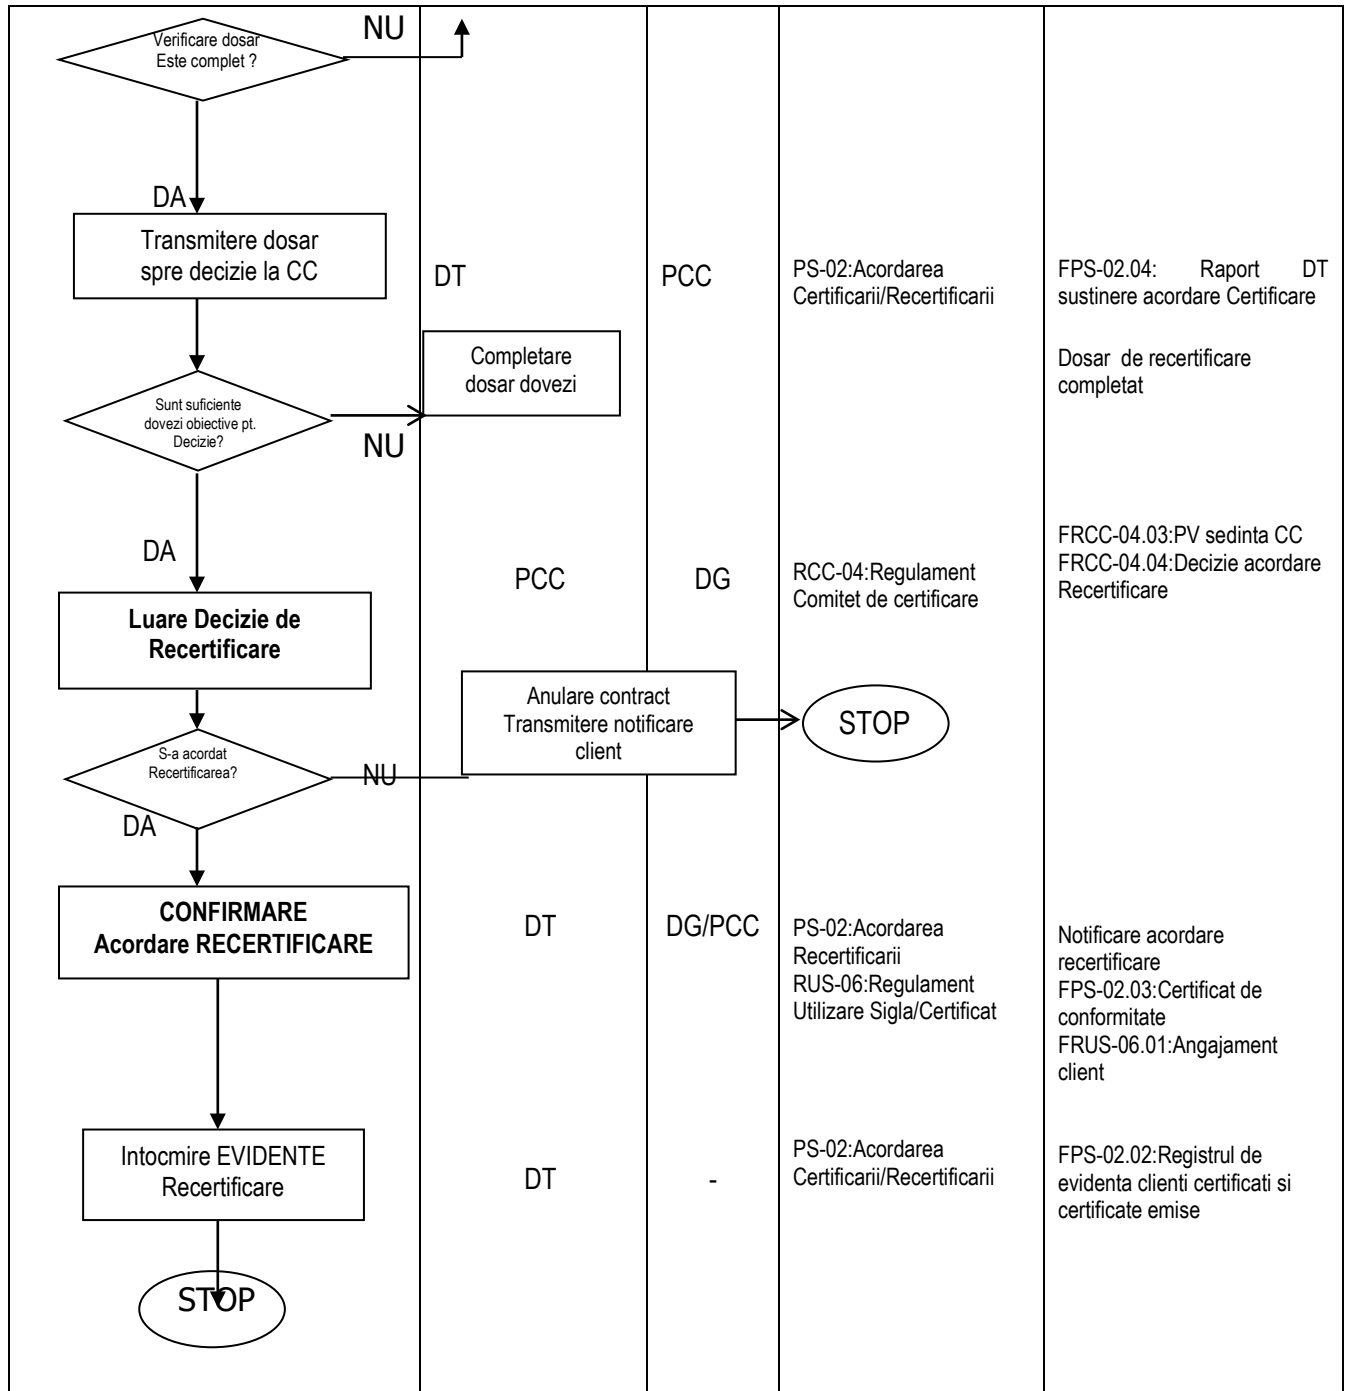 Verificare dosar
Este complet ?
NU
DA
Transmitere dosar
spre decizie la CC
DT
PCC
PS-02:Acordarea
Certificarii/Recertificarii
FPS-02.04: Raport DT
sustinere acordare Certificare
Dosar de recertificare
completat
Completare
dosar dovezi
Sunt suficiente
dovezi obiective pt.
Decizie?
NU
DA
Luare Decizie de
Recertificare
PCC
DG
RCC-04:Regulament
Comitet de certificare
FRCC-04.03:PV sedinta CC
FRCC-04.04:Decizie acordare
Recertificare
Anulare contract
Transmitere notificare
client
STOP
S-a acordat
Recertificarea?
NU
DA
CONFIRMARE
Acordare RECERTIFICARE
DT
DG/PCC
PS-02:Acordarea
Recertificarii
RUS-06:Regulament
Utilizare Sigla/Certificat
Notificare acordare
recertificare
FPS-02.03:Certificat de
conformitate
FRUS-06.01:Angajament
client
Intocmire EVIDENTE
Recertificare
DT
-
PS-02:Acordarea
Certificarii/Recertificarii
FPS-02.02:Registrul de
evidenta clienti certificati si
certificate emise
STOP